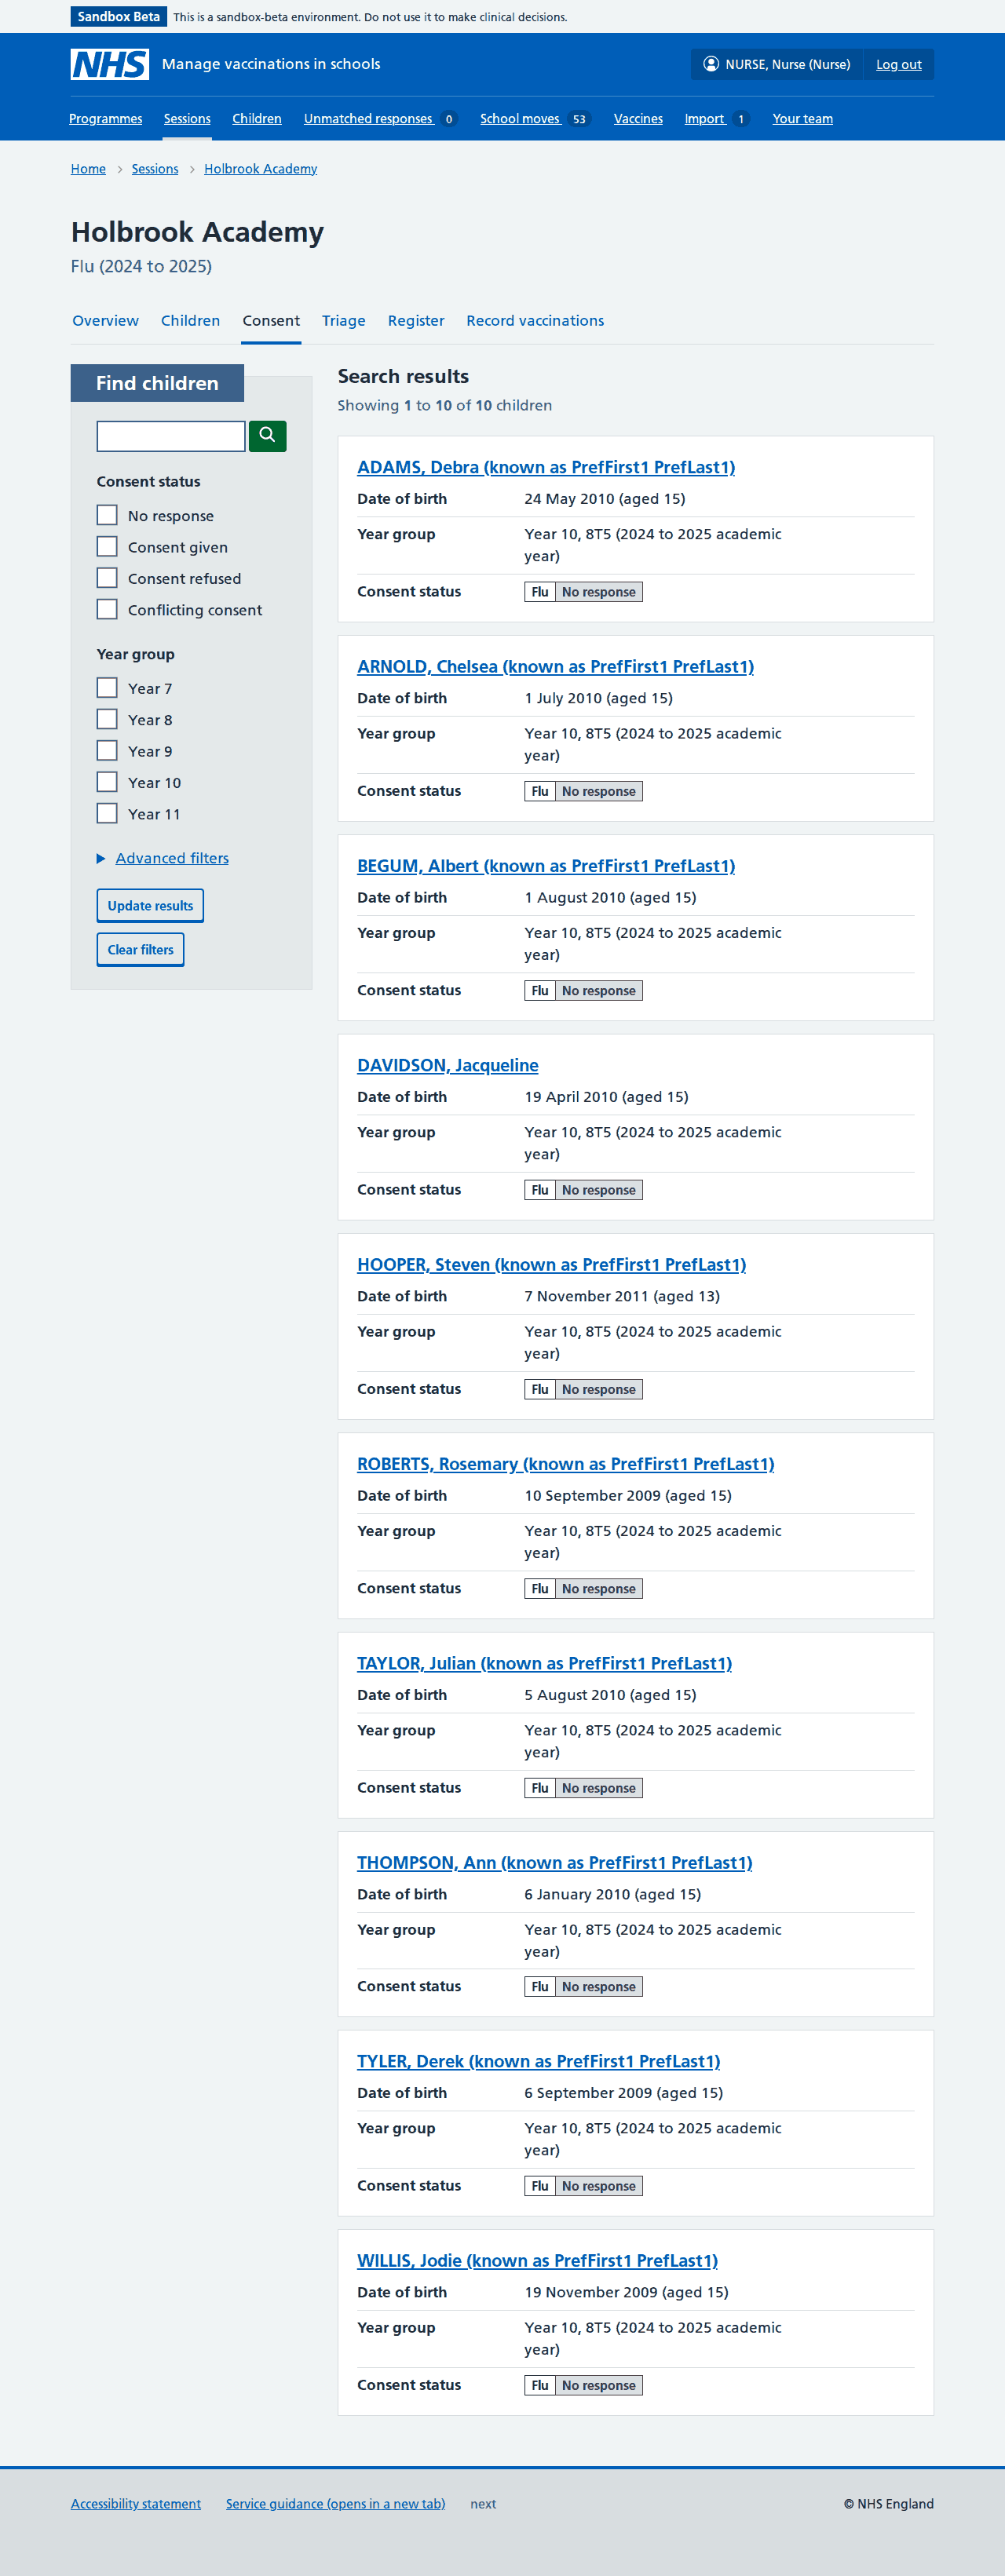 Sandbox Beta This is a sandbox-beta environment. Do not use it to make clinical decisions.
NHS Manage vaccinations in schools NURSE, Nurse (Nurse) Log out
Programmes Sessions Children Unmatched responses 0 School moves 53 Vaccines Import 1 Your team
Home Sessions Holbrook Academy
Holbrook Academy
Flu (2024 to 2025)
Overview Children Consent Triage Register Record vaccinations
Find children
Consent status
No response
Consent given
Consent refused
Conflicting consent
Year group
Year 7
Year 8
Year 9
Year 10
Year 11
Advanced filters
Update results
Clear filters
Search results
Showing 1 to 10 of 10 children
ADAMS, Debra (known as PrefFirst1 PrefLast1)
Date of birth 24 May 2010 (aged 15)
Year group Year 10, 8T5 (2024 to 2025 academic
year)
Consent status Flu No response
ARNOLD, Chelsea (known as PrefFirst1 PrefLast1)
Date of birth 1 July 2010 (aged 15)
Year group Year 10, 8T5 (2024 to 2025 academic
year)
Consent status Flu No response
BEGUM, Albert (known as PrefFirst1 PrefLast1)
Date of birth 1 August 2010 (aged 15)
Year group Year 10, 8T5 (2024 to 2025 academic
year)
Consent status Flu No response
DAVIDSON, Jacqueline
Date of birth 19 April 2010 (aged 15)
Year group Year 10, 8T5 (2024 to 2025 academic
year)
Consent status Flu No response
HOOPER, Steven (known as PrefFirst1 PrefLast1)
Date of birth 7 November 2011 (aged 13)
Year group Year 10, 8T5 (2024 to 2025 academic
year)
Consent status Flu No response
ROBERTS, Rosemary (known as PrefFirst1 PrefLast1)
Date of birth 10 September 2009 (aged 15)
Year group Year 10, 8T5 (2024 to 2025 academic
year)
Consent status Flu No response
TAYLOR, Julian (known as PrefFirst1 PrefLast1)
Date of birth 5 August 2010 (aged 15)
Year group Year 10, 8T5 (2024 to 2025 academic
year)
Consent status Flu No response
THOMPSON, Ann (known as PrefFirst1 PrefLast1)
Date of birth 6 January 2010 (aged 15)
Year group Year 10, 8T5 (2024 to 2025 academic
year)
Consent status Flu No response
TYLER, Derek (known as PrefFirst1 PrefLast1)
Date of birth 6 September 2009 (aged 15)
Year group Year 10, 8T5 (2024 to 2025 academic
year)
Consent status Flu No response
WILLIS, Jodie (known as PrefFirst1 PrefLast1)
Date of birth 19 November 2009 (aged 15)
Year group Year 10, 8T5 (2024 to 2025 academic
year)
Consent status Flu No response
Accessibility statement Service guidance (opens in a new tab) next © NHS England